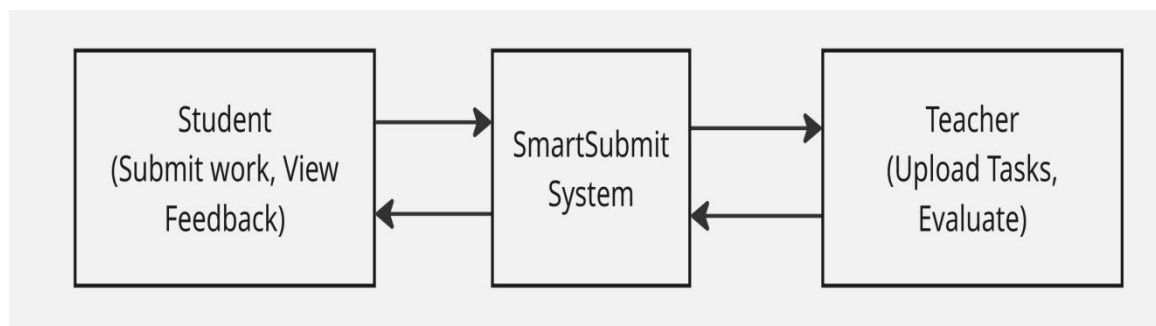 Student
(Submit work, View
Feedback)
SmartSubmit
System
Teacher
(Upload Tasks,
Evaluate)